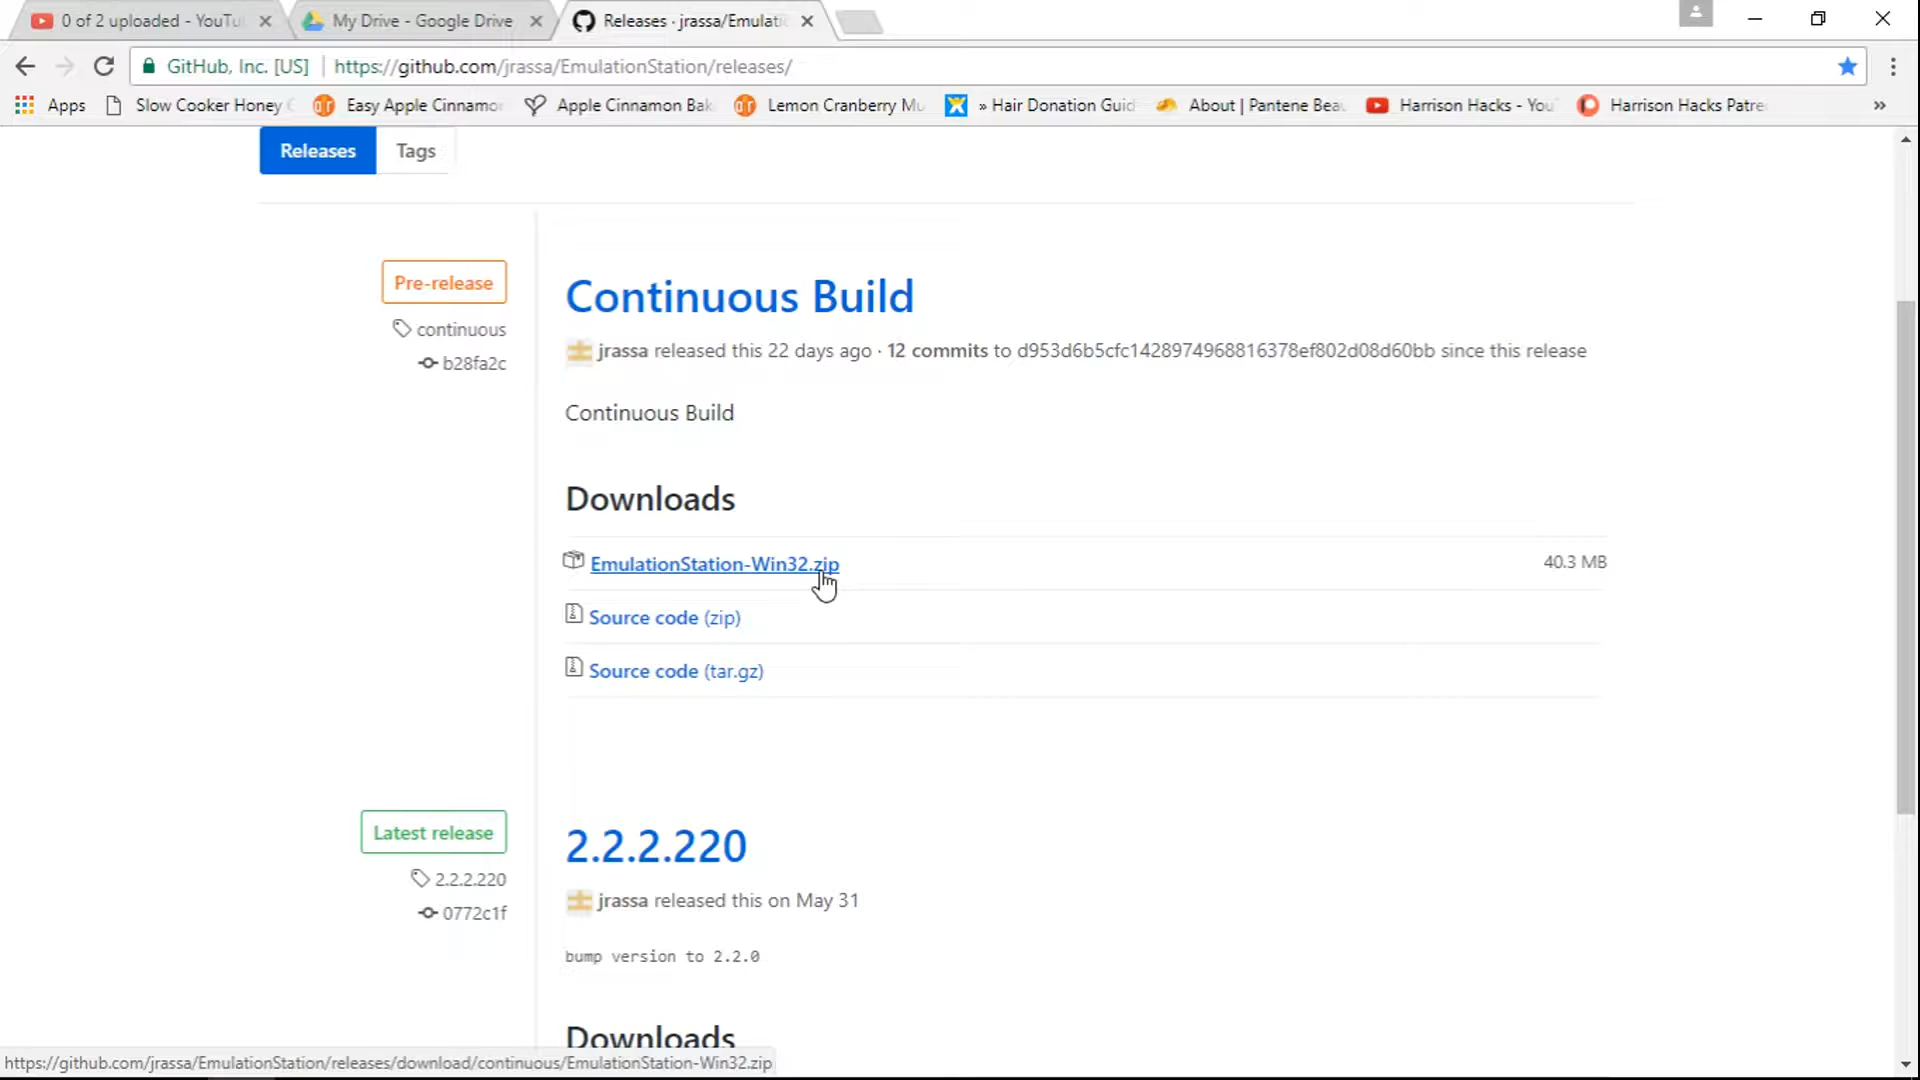 0 of 2 uploaded - YouTu
My Drive - Google Drive
Releases · jrassa/Emulati
GitHub, Inc. [US]
https://github.com/jrassa/EmulationStation/releases/
Apps
Slow Cooker Honey
Easy Apple Cinnamo
Apple Cinnamon Bak
Lemon Cranberry Mu
» Hair Donation Guid
About | Pantene Beau
Harrison Hacks - You
Harrison Hacks Patre
»
Releases
Tags
Pre-release
continuous
b28fa2c
Continuous Build
jrassa released this 22 days ago · 12 commits to d953d6b5cfc1428974968816378ef802d08d60bb since this release
Continuous Build
Downloads
EmulationStation-Win32.zip
40.3 MB
Source code (zip)
Source code (tar.gz)
Latest release
2.2.2.220
0772c1f
2.2.2.220
jrassa released this on May 31
bump version to 2.2.0
Downloads
https://github.com/jrassa/EmulationStation/releases/download/continuous/EmulationStation-Win32.zip